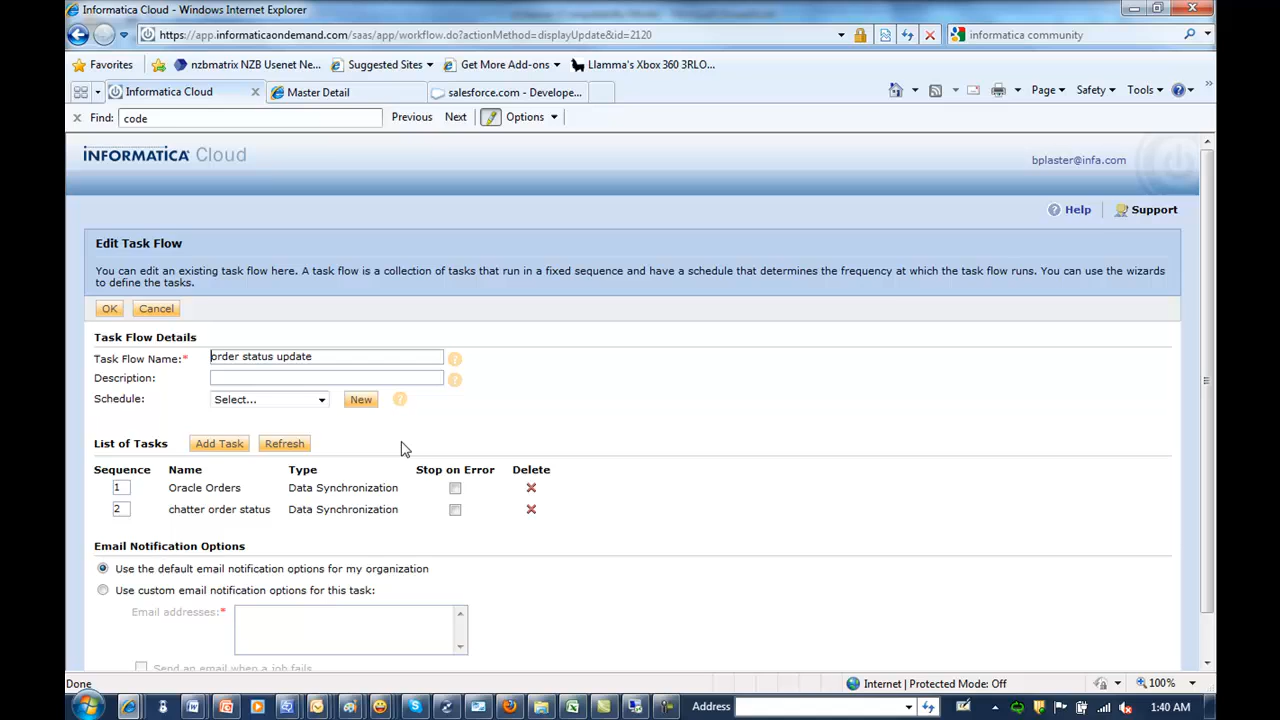 Informatica Cloud - Windows Internet Explorer
https://app.informaticaondemand.com/saas/app/workflow.do?actionMethod=displayUpdate&id=2120
informatica community
Favorites nzbmatrix NZB Usenet Ne... Suggested Sites Get More Add-ons Llamma's Xbox 360 3RLO...
Informatica Cloud Master Detail salesforce.com - Develope... Page Safety Tools
Find: code Previous Next Options
INFORMATICA Cloud
bplaster@infa.com
Help Support
Edit Task Flow
You can edit an existing task flow here. A task flow is a collection of tasks that run in a fixed sequence and have a schedule that determines the frequency at which the task flow runs. You can use the wizards
to define the tasks.
OK Cancel
Task Flow Details
Task Flow Name:* order status update
Description:
Schedule: Select... New
List of Tasks Add Task Refresh
Sequence Name Type Stop on Error Delete
1 Oracle Orders Data Synchronization
2 chatter order status Data Synchronization
Email Notification Options
Use the default email notification options for my organization
Use custom email notification options for this task:
Email addresses:*
Send an email when a job fails
Done Internet | Protected Mode: Off 100%
Address 1:40 AM